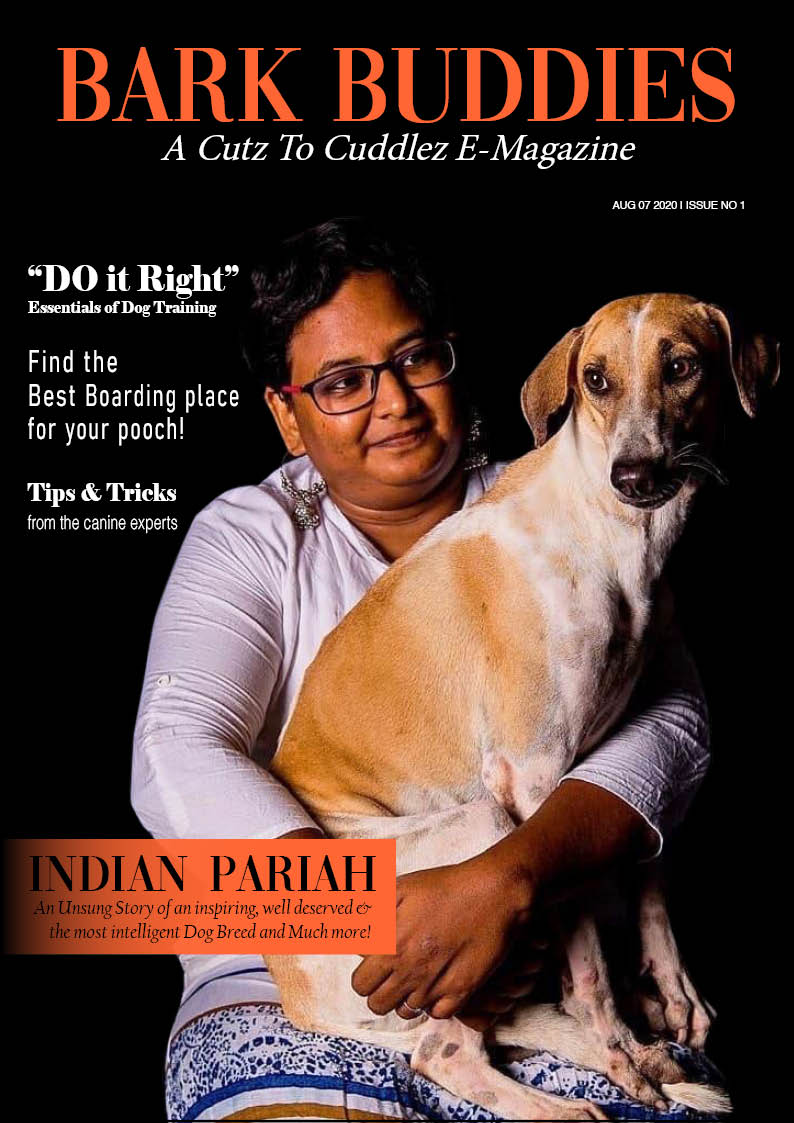 BARK BUDDIES
A Cutz To Cuddlez E-Magazine
AUG 07 2020 I ISSUE NO 1
“DO it Right”
Essentials of Dog Training
Find the
Best Boarding place
for your pooch!
Tips & Tricks
from the canine experts
INDIAN PARIAH
An Unsung Story of an inspiring, well deserved &
the most intelligent Dog Breed and Much more!